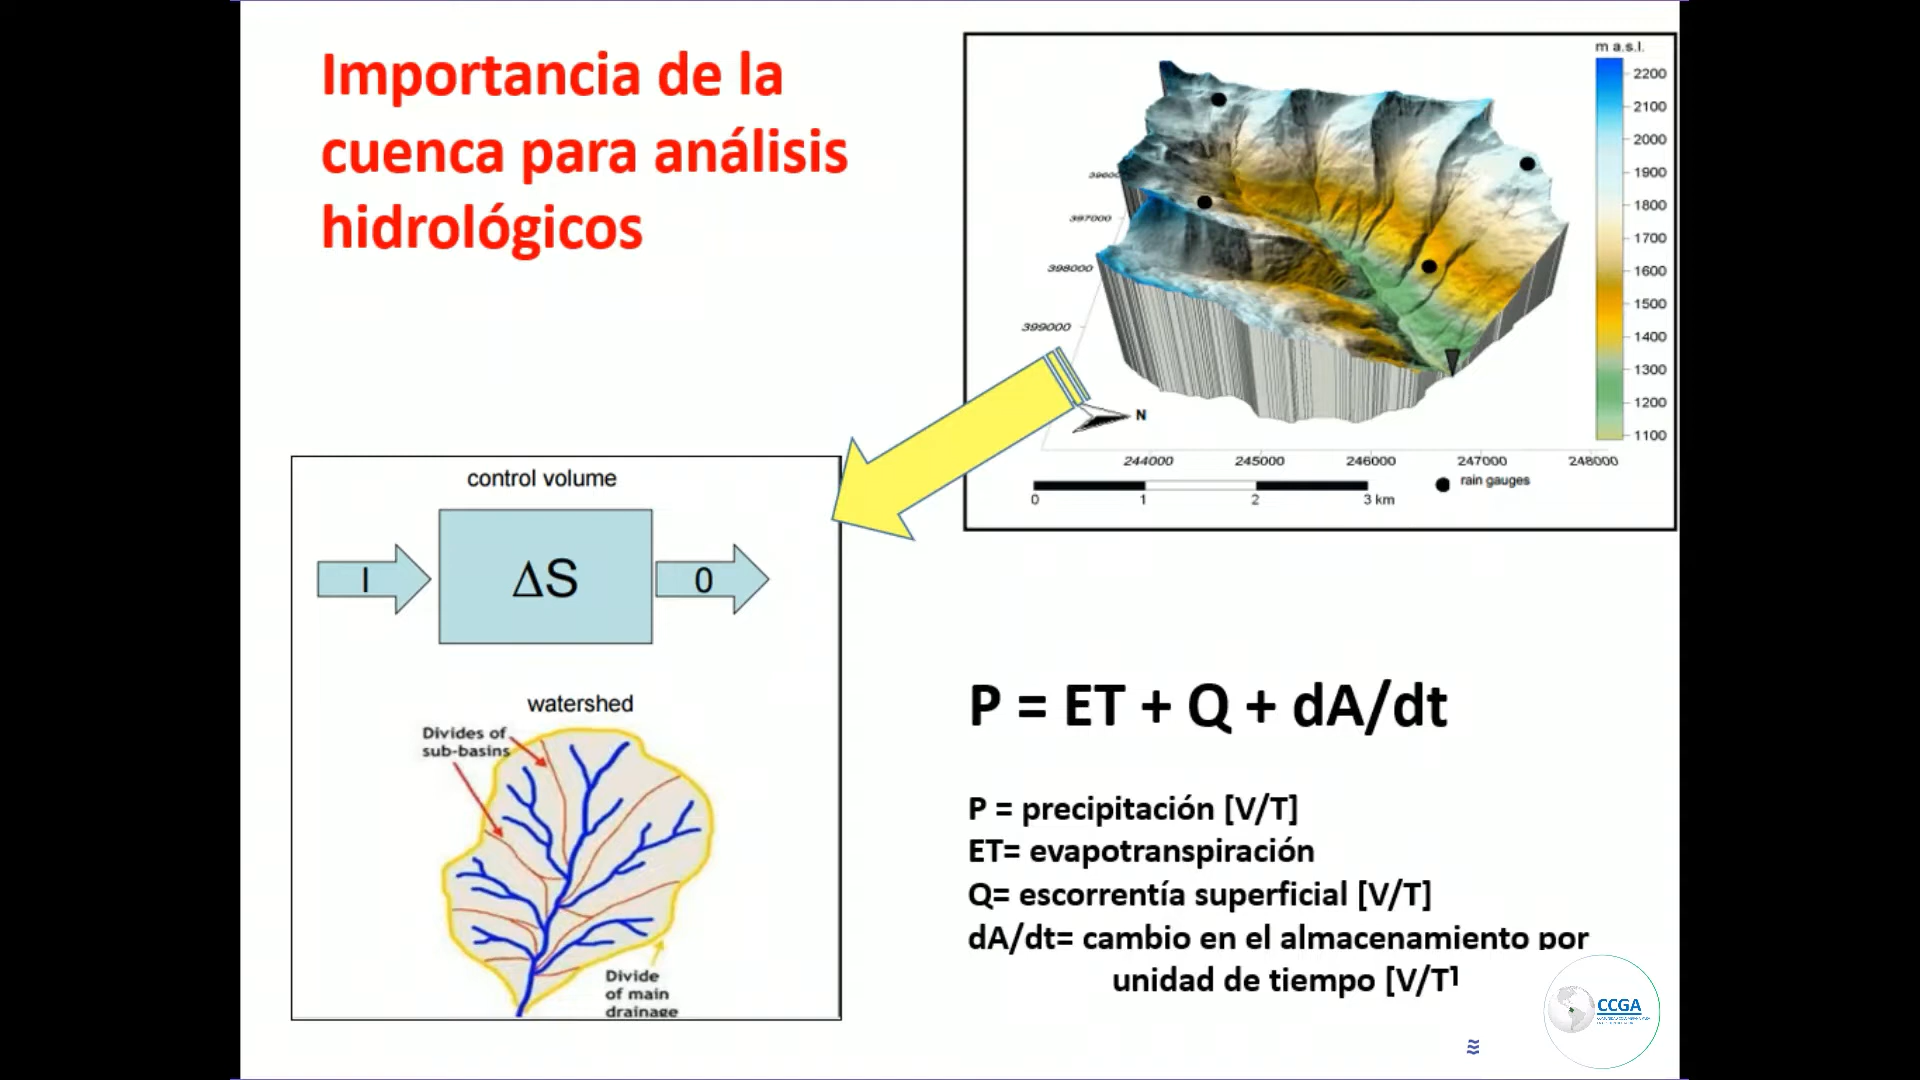 Importancia de la
cuenca para análisis
hidrológicos
m a.s.l.
2200
2100
2000
1900
1800
1700
1600
1500
1400
1300
1200
1100
397000
398000
399000
N
244000 245000 246000 247000 248000
0 1 2 3 km
rain gauges
control volume
I ΔS 0
watershed
Divides of
sub-basins
Divide
of main
drainage
P = ET + Q + dA/dt
P = precipitación [V/T]
ET= evapotranspiración
Q= escorrentía superficial [V/T]
dA/dt= cambio en el almacenamiento por
unidad de tiempo [V/T]
CCGA